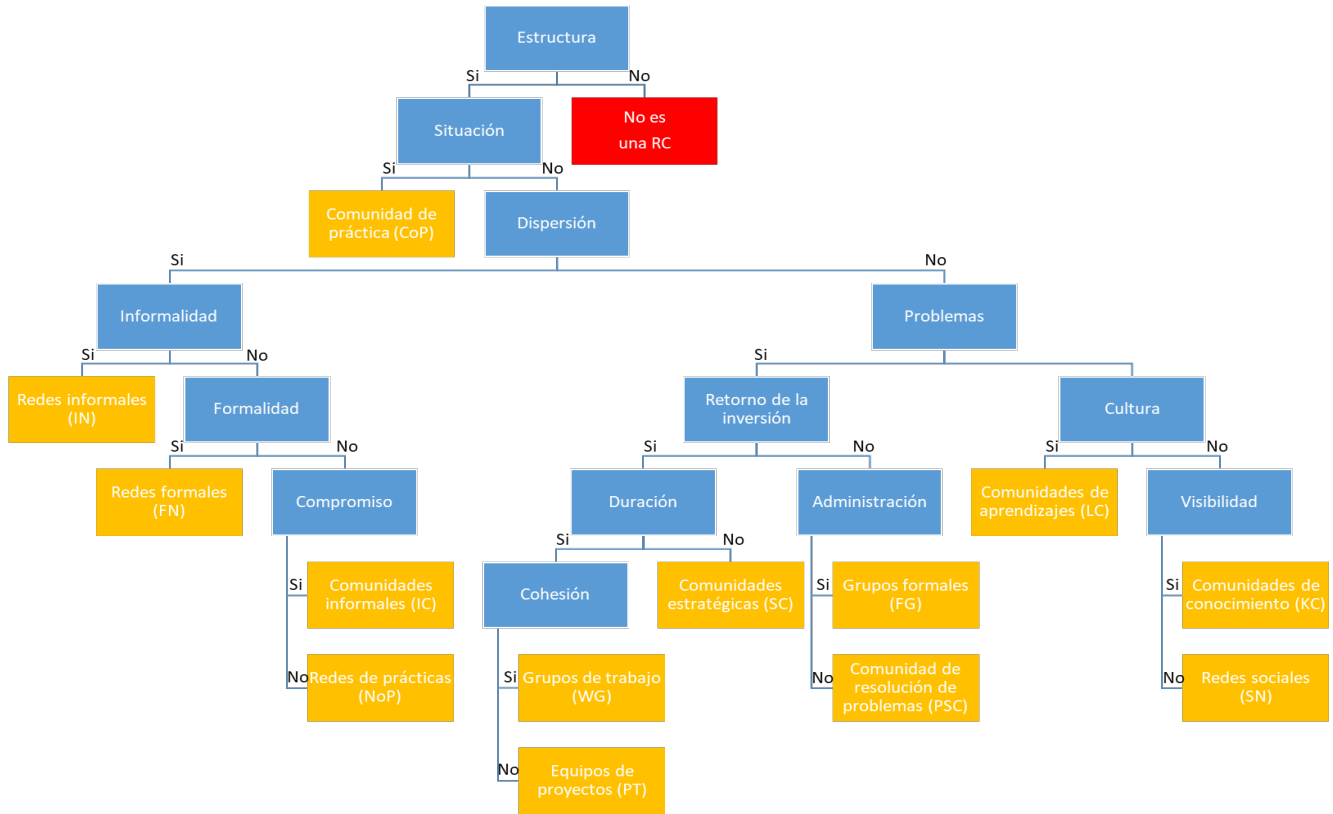 Estructura
Si
No
Situación
No es
una RC
Si
No
Comunidad de
práctica (CoP)
Dispersión
Si
No
Informalidad
Problemas
Si
No
Si
Redes informales
(IN)
Formalidad
Retorno de la
inversión
Cultura
Si
No
Si
No
Si
No
Redes formales
(FN)
Compromiso
Duración
Administración
Comunidades de
aprendizajes (LC)
Visibilidad
Si
No
Si
Comunidades
informales (IC)
Cohesión
Comunidades
estratégicas (SC)
Si
Grupos formales
(FG)
Si
Comunidades de
conocimiento (KC)
No
Redes de prácticas
(NoP)
Si
Grupos de trabajo
(WG)
No
Comunidad de
resolución de
problemas (PSC)
No
Redes sociales
(SN)
No
Equipos de
proyectos (PT)